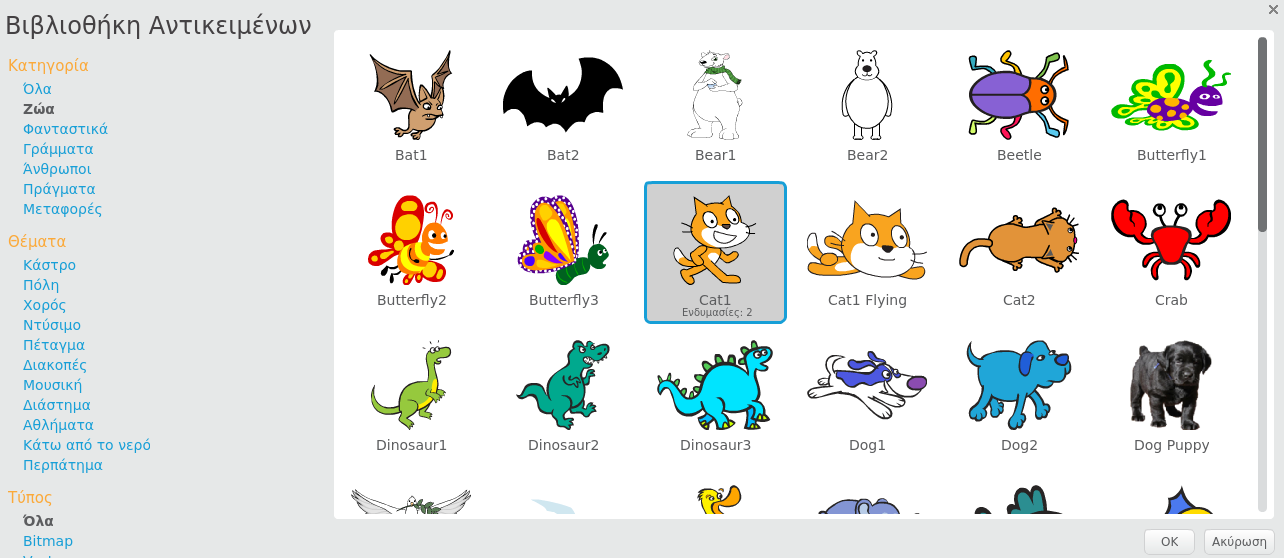 Βιβλιοθήκη Αντικειμένων
Κατηγορία
Όλα
Ζώα
Φανταστικά
Γράμματα
Άνθρωποι
Πράγματα
Μεταφορές
Θέματα
Κάστρο
Πόλη
Χορός
Ντύσιμο
Πέταγμα
Διακοπές
Μουσική
Διάστημα
Αθλήματα
Κάτω από το νερό
Περπάτημα
Τύπος
Όλα
Bitmap
Bat1 Bat2 Bear1 Bear2 Beetle Butterfly1
Butterfly2 Butterfly3 Cat1 Cat1 Flying Cat2 Crab
Ενδυμασίες: 2
Dinosaur1 Dinosaur2 Dinosaur3 Dog1 Dog2 Dog Puppy
OK Ακύρωση